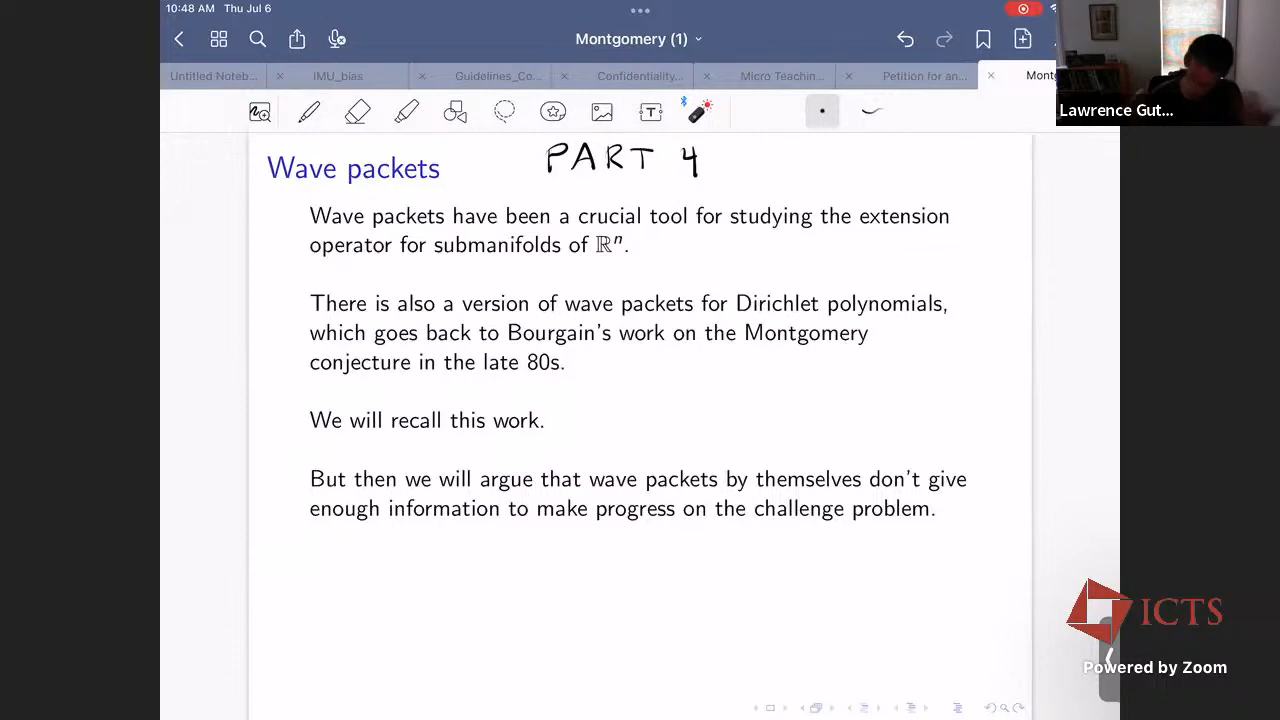 10:48 AM Thu Jul 6
Montgomery (1)
Untitled Noteb...
IMU_bias
Guidelines_Co...
Confidentiality...
Micro Teachin...
Petition for an...
Montg
Lawrence Gut...
Wave packets
PART 4
Wave packets have been a crucial tool for studying the extension
operator for submanifolds of ℝⁿ.
There is also a version of wave packets for Dirichlet polynomials,
which goes back to Bourgain's work on the Montgomery
conjecture in the late 80s.
We will recall this work.
But then we will argue that wave packets by themselves don't give
enough information to make progress on the challenge problem.
ICTS
Powered by Zoom